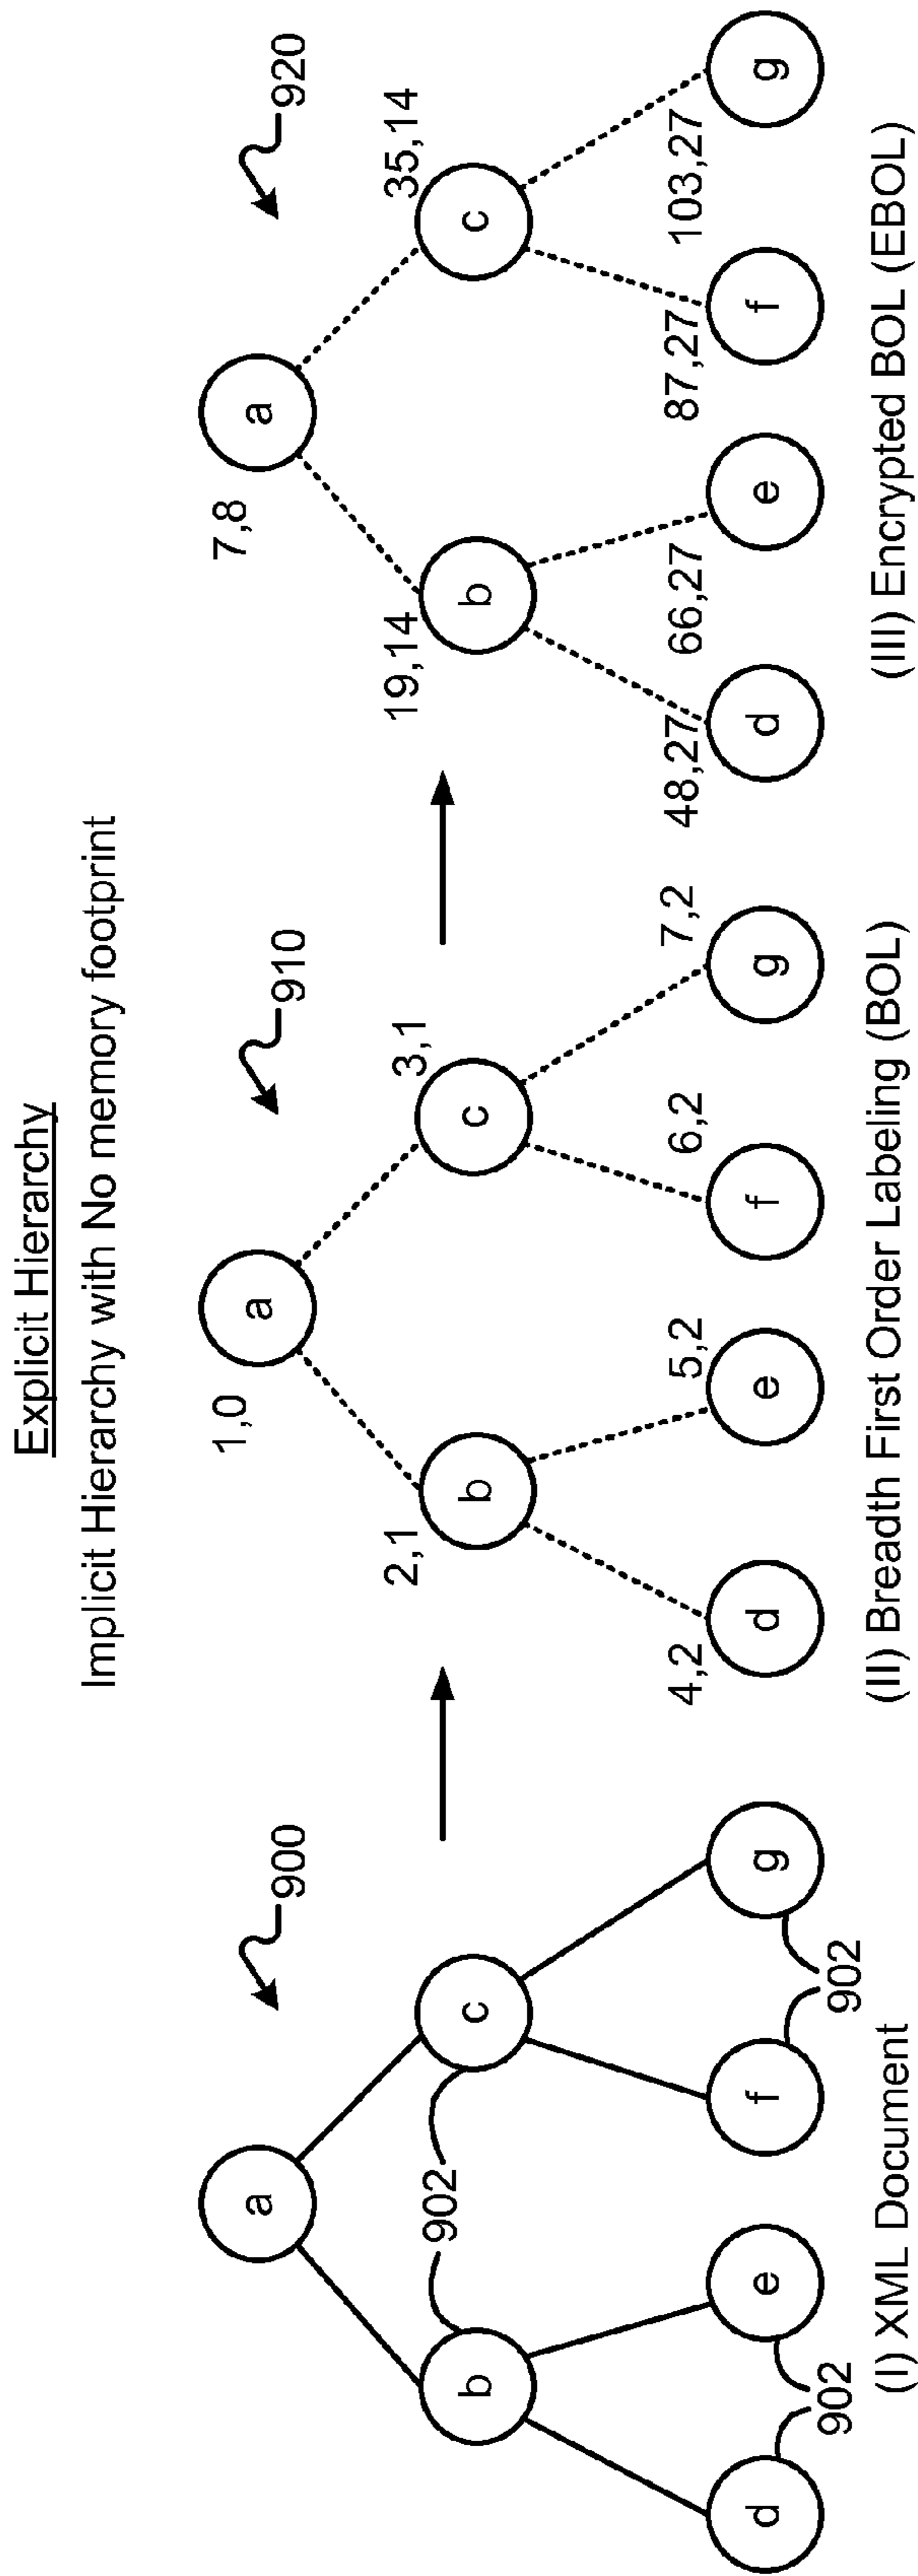 Explicit Hierarchy
Implicit Hierarchy with No memory footprint
900
a
b
c
902
d
e
f
g
902
902
(I) XML Document
910
1,0
a
2,1
b
3,1
c
4,2
d
5,2
e
6,2
f
7,2
g
(II) Breadth First Order Labeling (BOL)
920
7,8
a
19,14
b
35,14
c
48,27
d
66,27
e
87,27
f
103,27
g
(III) Encrypted BOL (EBOL)